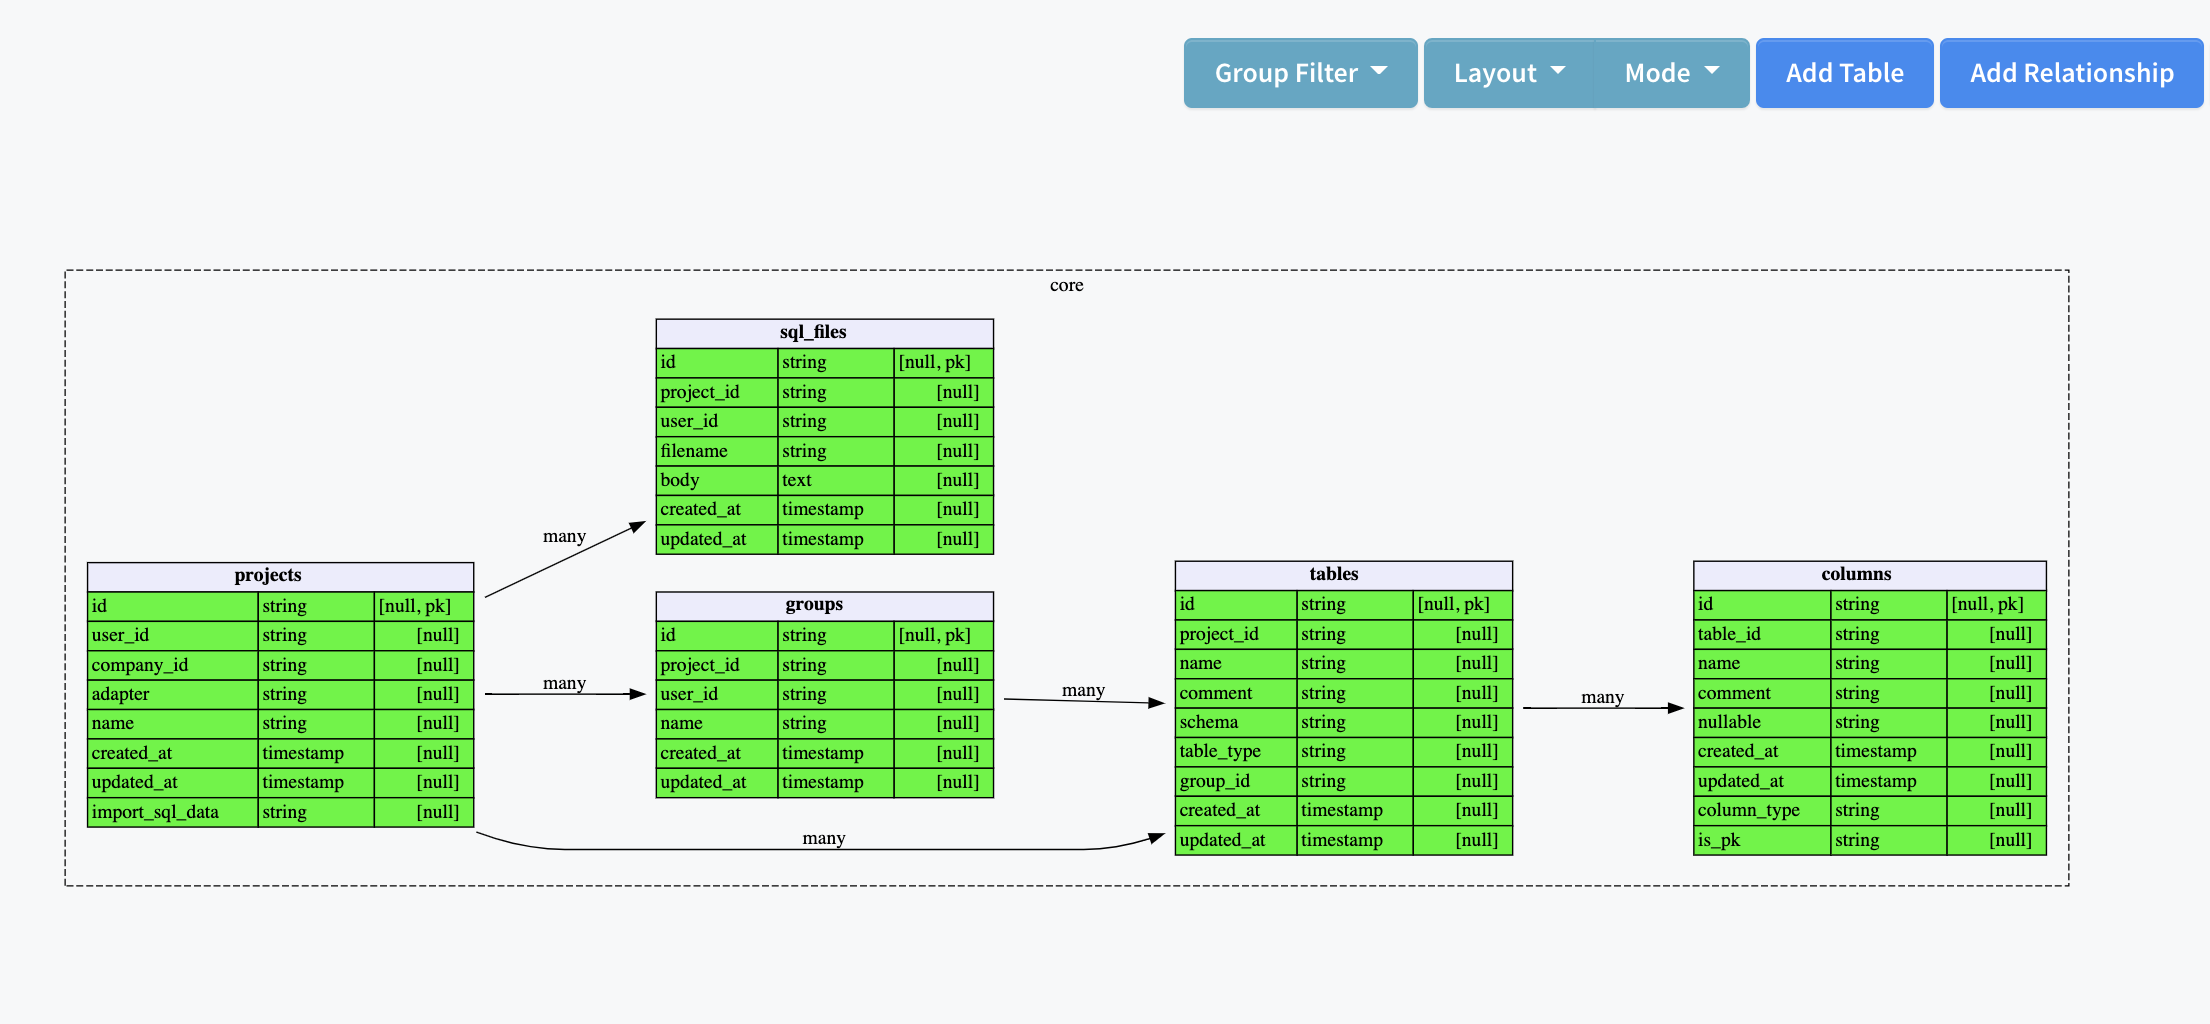 Group Filter Layout Mode Add Table Add Relationship
core
sql_files
id string [null, pk]
project_id string [null]
user_id string [null]
filename string [null]
body text [null]
created_at timestamp [null]
updated_at timestamp [null]
many
projects
id string [null, pk]
user_id string [null]
company_id string [null]
adapter string [null]
name string [null]
created_at timestamp [null]
updated_at timestamp [null]
import_sql_data string [null]
many
groups
id string [null, pk]
project_id string [null]
user_id string [null]
name string [null]
created_at timestamp [null]
updated_at timestamp [null]
many
many
tables
id string [null, pk]
project_id string [null]
name string [null]
comment string [null]
schema string [null]
table_type string [null]
group_id string [null]
created_at timestamp [null]
updated_at timestamp [null]
many
columns
id string [null, pk]
table_id string [null]
name string [null]
comment string [null]
nullable string [null]
created_at timestamp [null]
updated_at timestamp [null]
column_type string [null]
is_pk string [null]